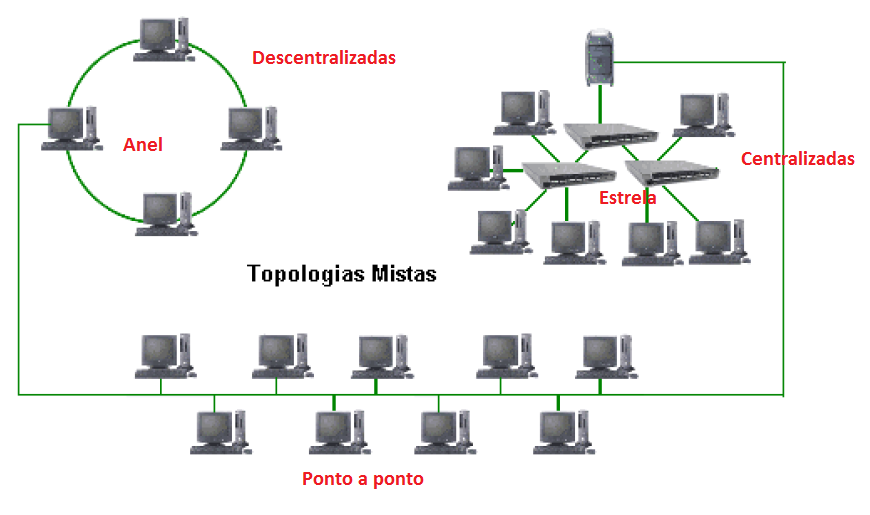 Descentralizadas
Anel
Centralizadas
Estrela
Topologias Mistas
Ponto a ponto